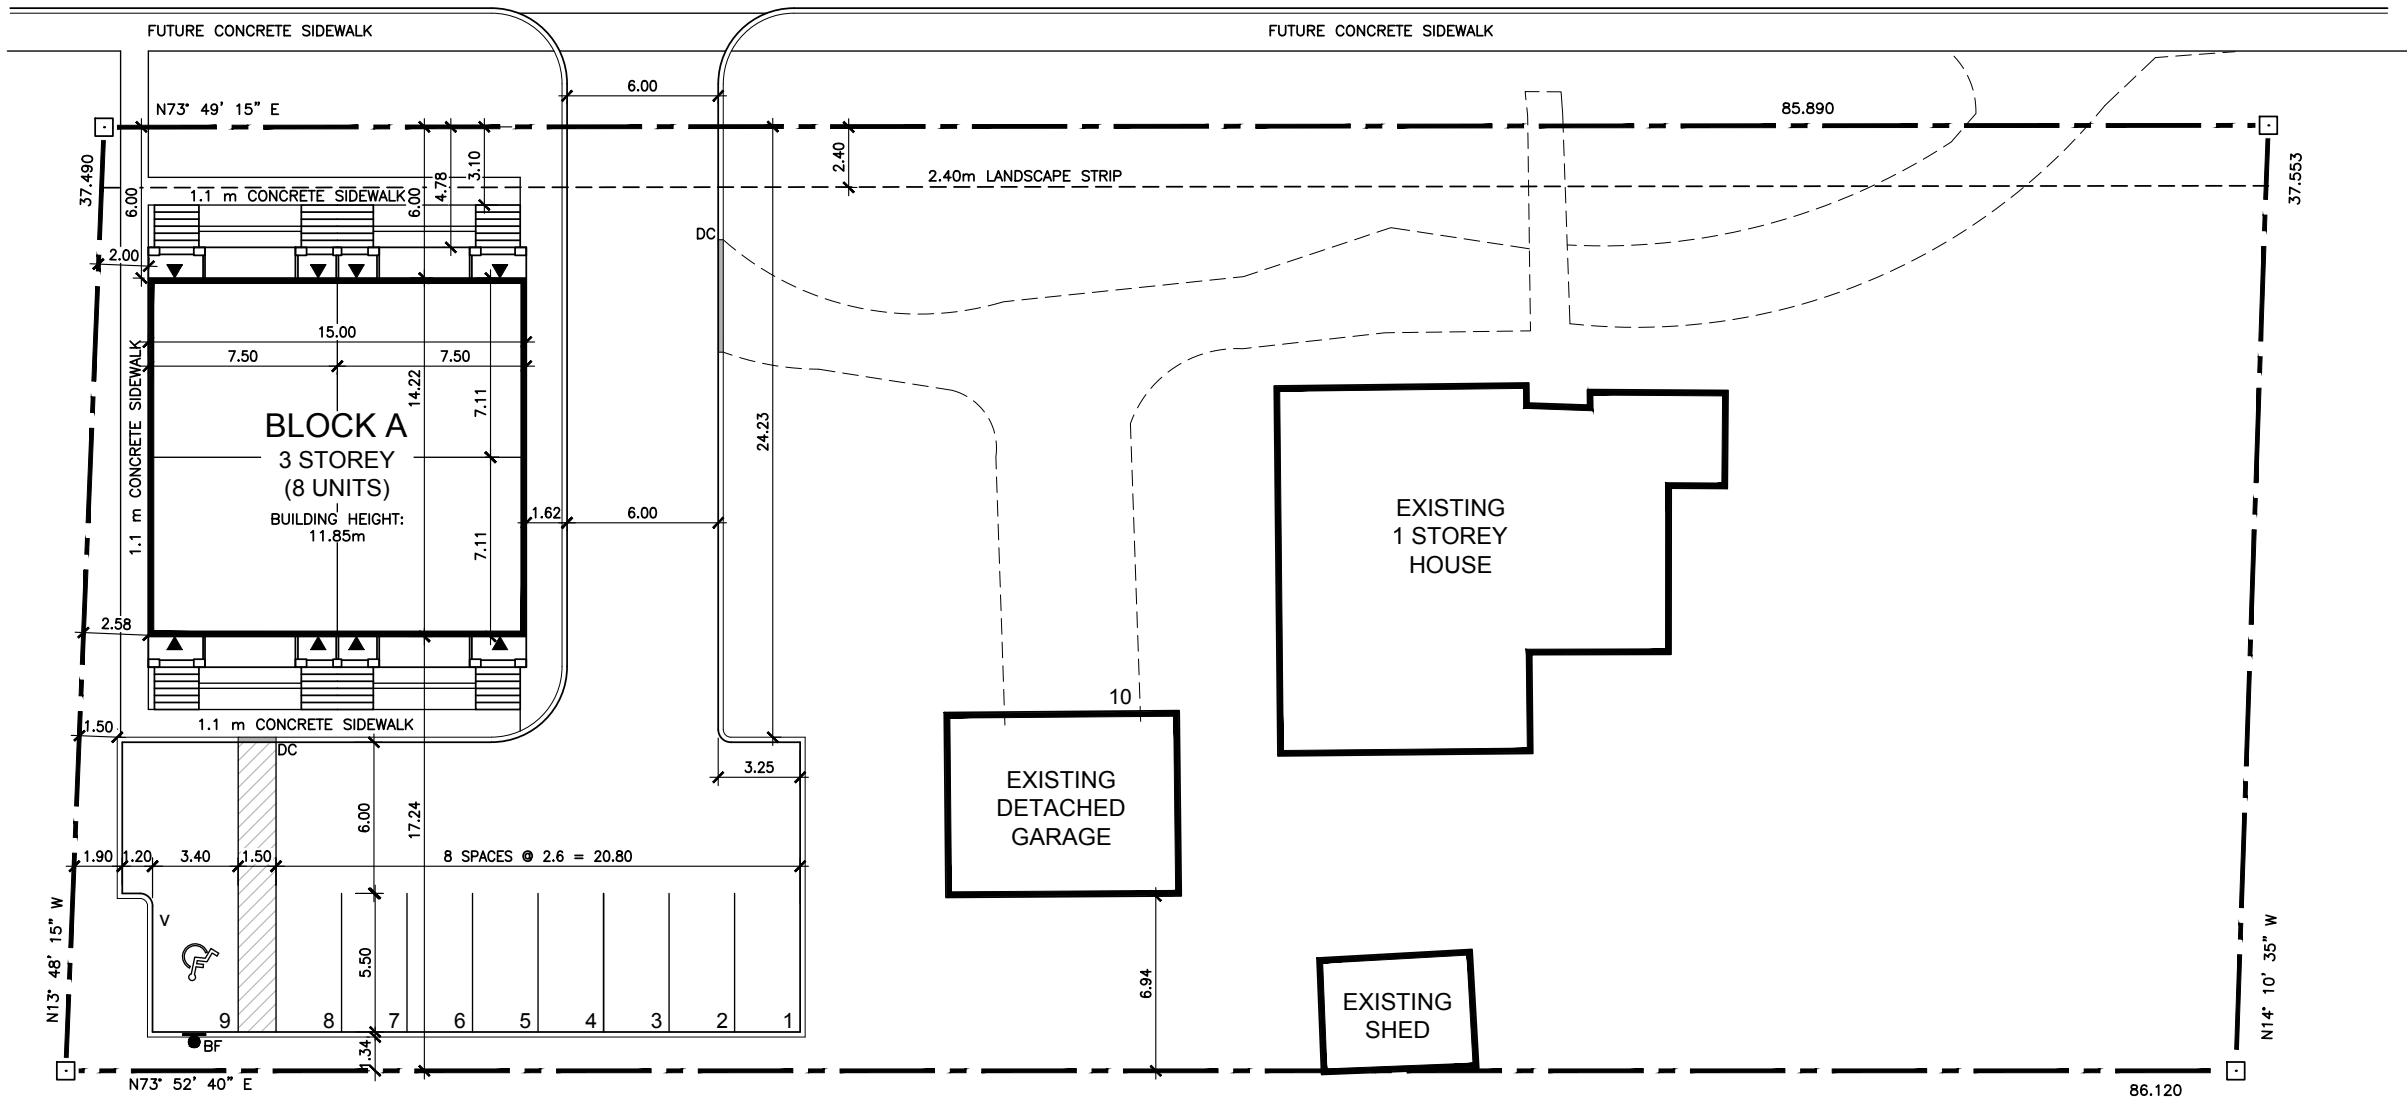 FUTURE CONCRETE SIDEWALK
FUTURE CONCRETE SIDEWALK
6.00
N73° 49' 15" E
85.890
37.490
6.00
6.00
4.78
3.10
2.40
2.40m LANDSCAPE STRIP
37.553
1.1 m CONCRETE SIDEWALK
DC
2.00
15.00
7.50
7.50
1.1 m CONCRETE SIDEWALK
14.22
7.11
BLOCK A
3 STOREY
(8 UNITS)
BUILDING HEIGHT:
11.85m
7.11
1.62
6.00
24.23
EXISTING
1 STOREY
HOUSE
2.58
10
1.50
1.1 m CONCRETE SIDEWALK
DC
3.25
EXISTING
DETACHED
GARAGE
6.00
17.24
1.90
1.20
3.40
1.50
8 SPACES @ 2.6 = 20.80
V
N13° 48' 15" W
5.50
6.94
N14° 10' 35" W
EXISTING
SHED
9
8
7
6
5
4
3
2
1
BF
1.34
N73° 52' 40" E
86.120